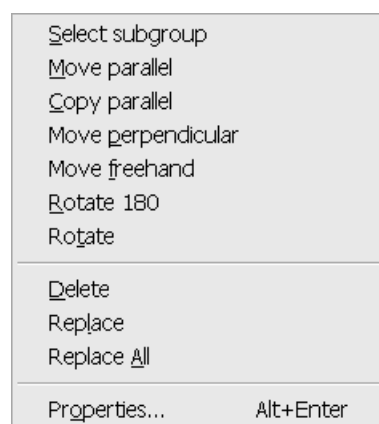 Select subgroup
Move parallel
Copy parallel
Move perpendicular
Move freehand
Rotate 180
Rotate
Delete
Replace
Replace All
Properties... Alt+Enter